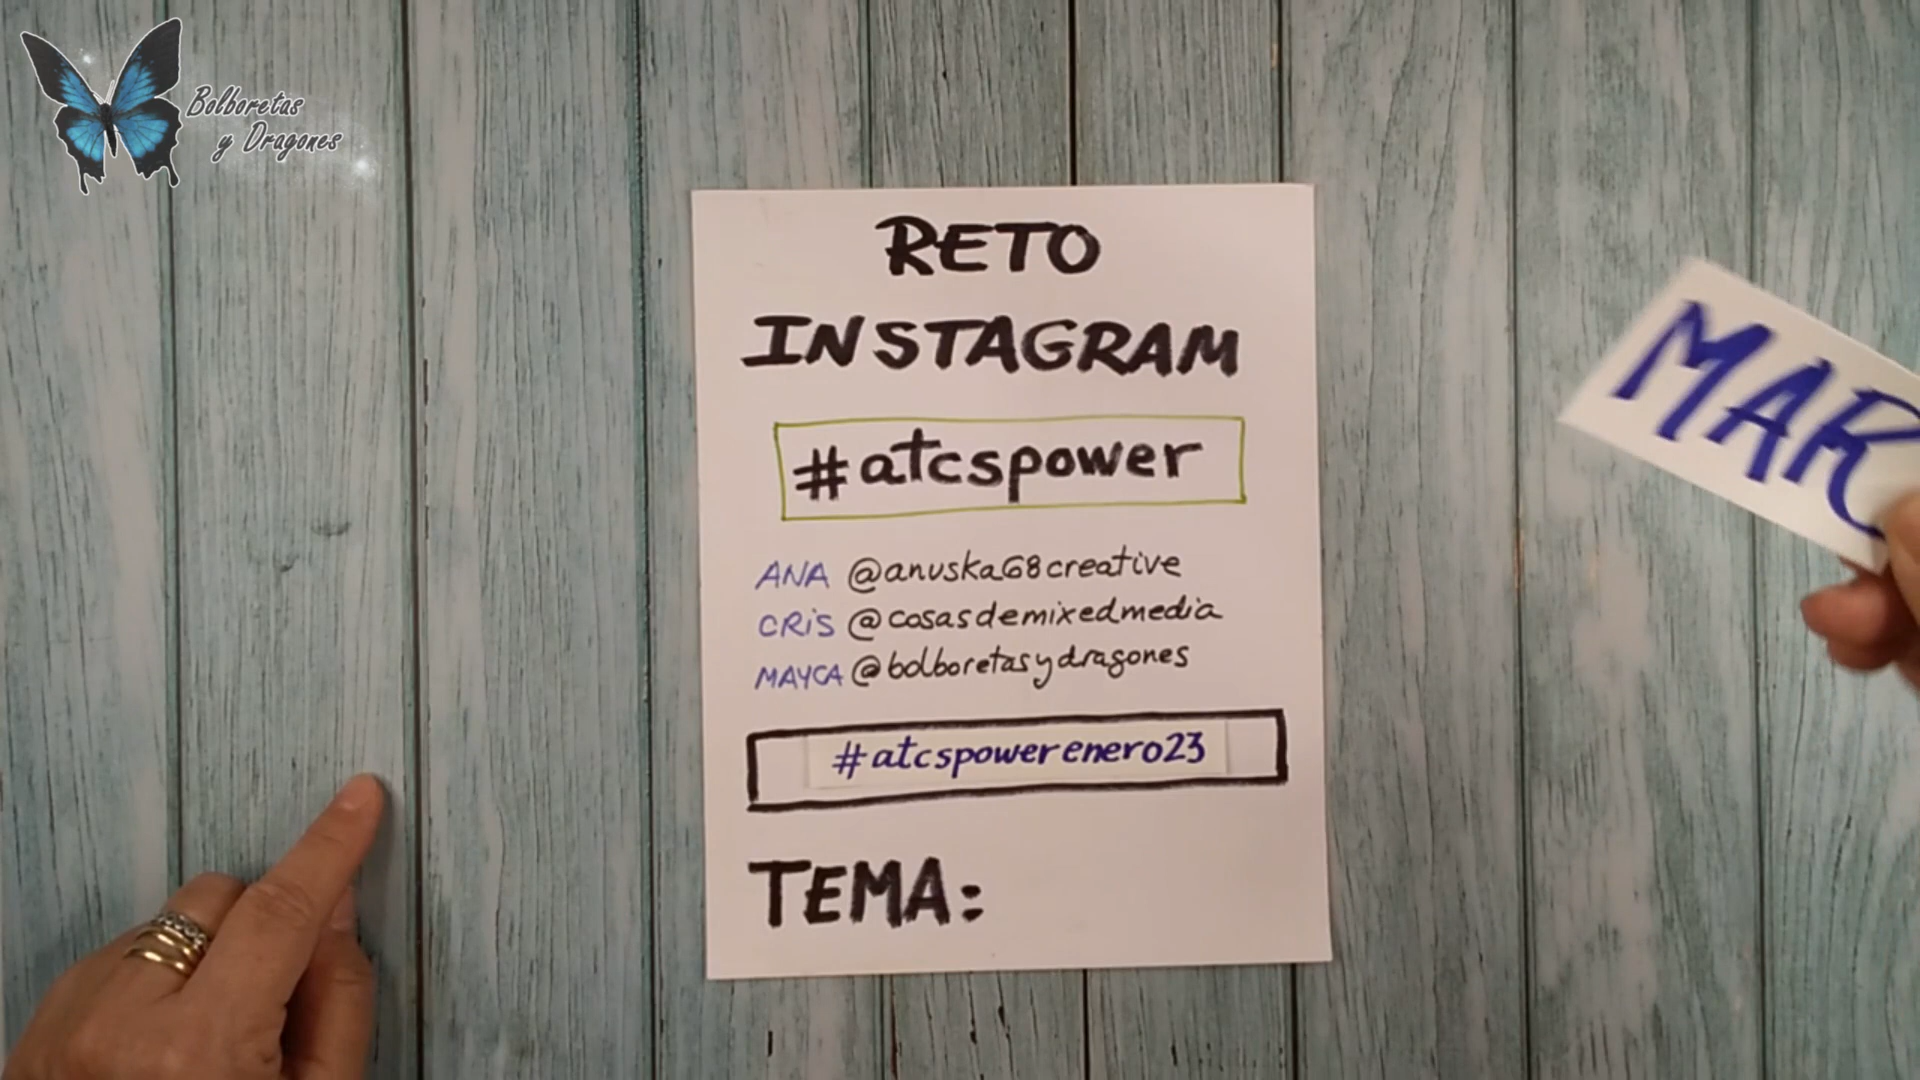 Bolboretas
y Dragones
RETO
INSTAGRAM
#atcspower
ANA @anuska68creative
CRiS @cosasdemixedmedia
MAYCA @bolboretasydragones
#atcspowerenero23
TEMA:
MAR